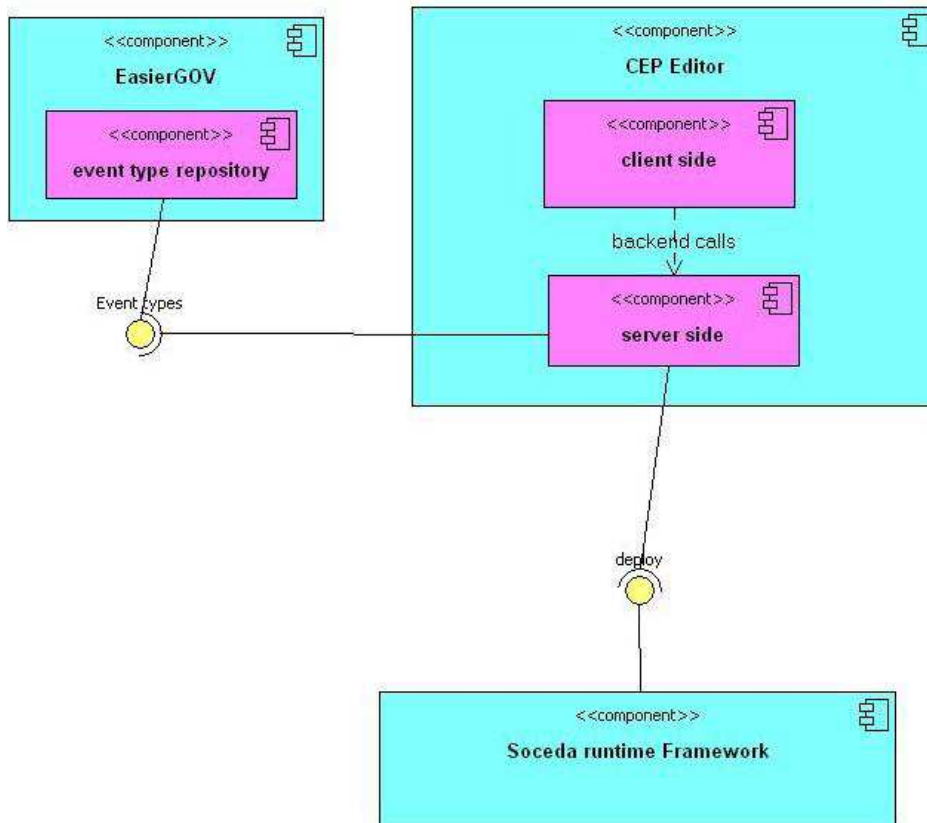 <<component>>
EasierGOV
<<component>>
event type repository
<<component>>
CEP Editor
<<component>>
client side
backend calls
<<component>>
server side
Event types
deploy
<<component>>
Soceda runtime Framework